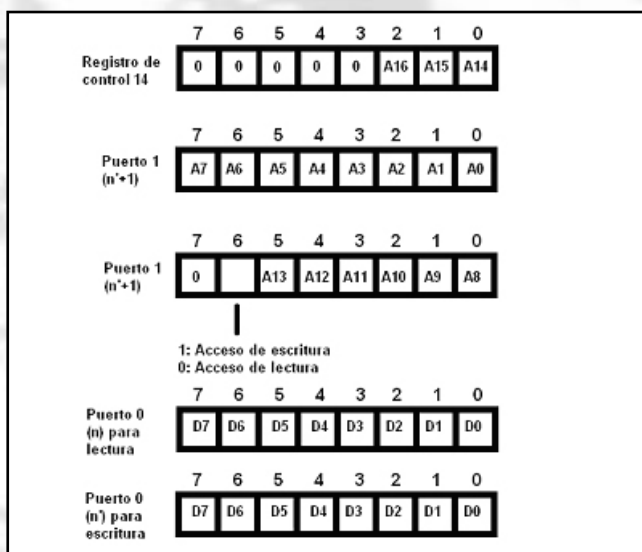 7 6 5 4 3 2 1 0
Registro de
control 14
0 0 0 0 0 A16 A15 A14
7 6 5 4 3 2 1 0
Puerto 1
(n'+1)
A7 A6 A5 A4 A3 A2 A1 A0
7 6 5 4 3 2 1 0
Puerto 1
(n'+1)
0 A13 A12 A11 A10 A9 A8
1: Acceso de escritura
0: Acceso de lectura
7 6 5 4 3 2 1 0
Puerto 0
(n) para
lectura
D7 D6 D5 D4 D3 D2 D1 D0
7 6 5 4 3 2 1 0
Puerto 0
(n') para
escritura
D7 D6 D5 D4 D3 D2 D1 D0